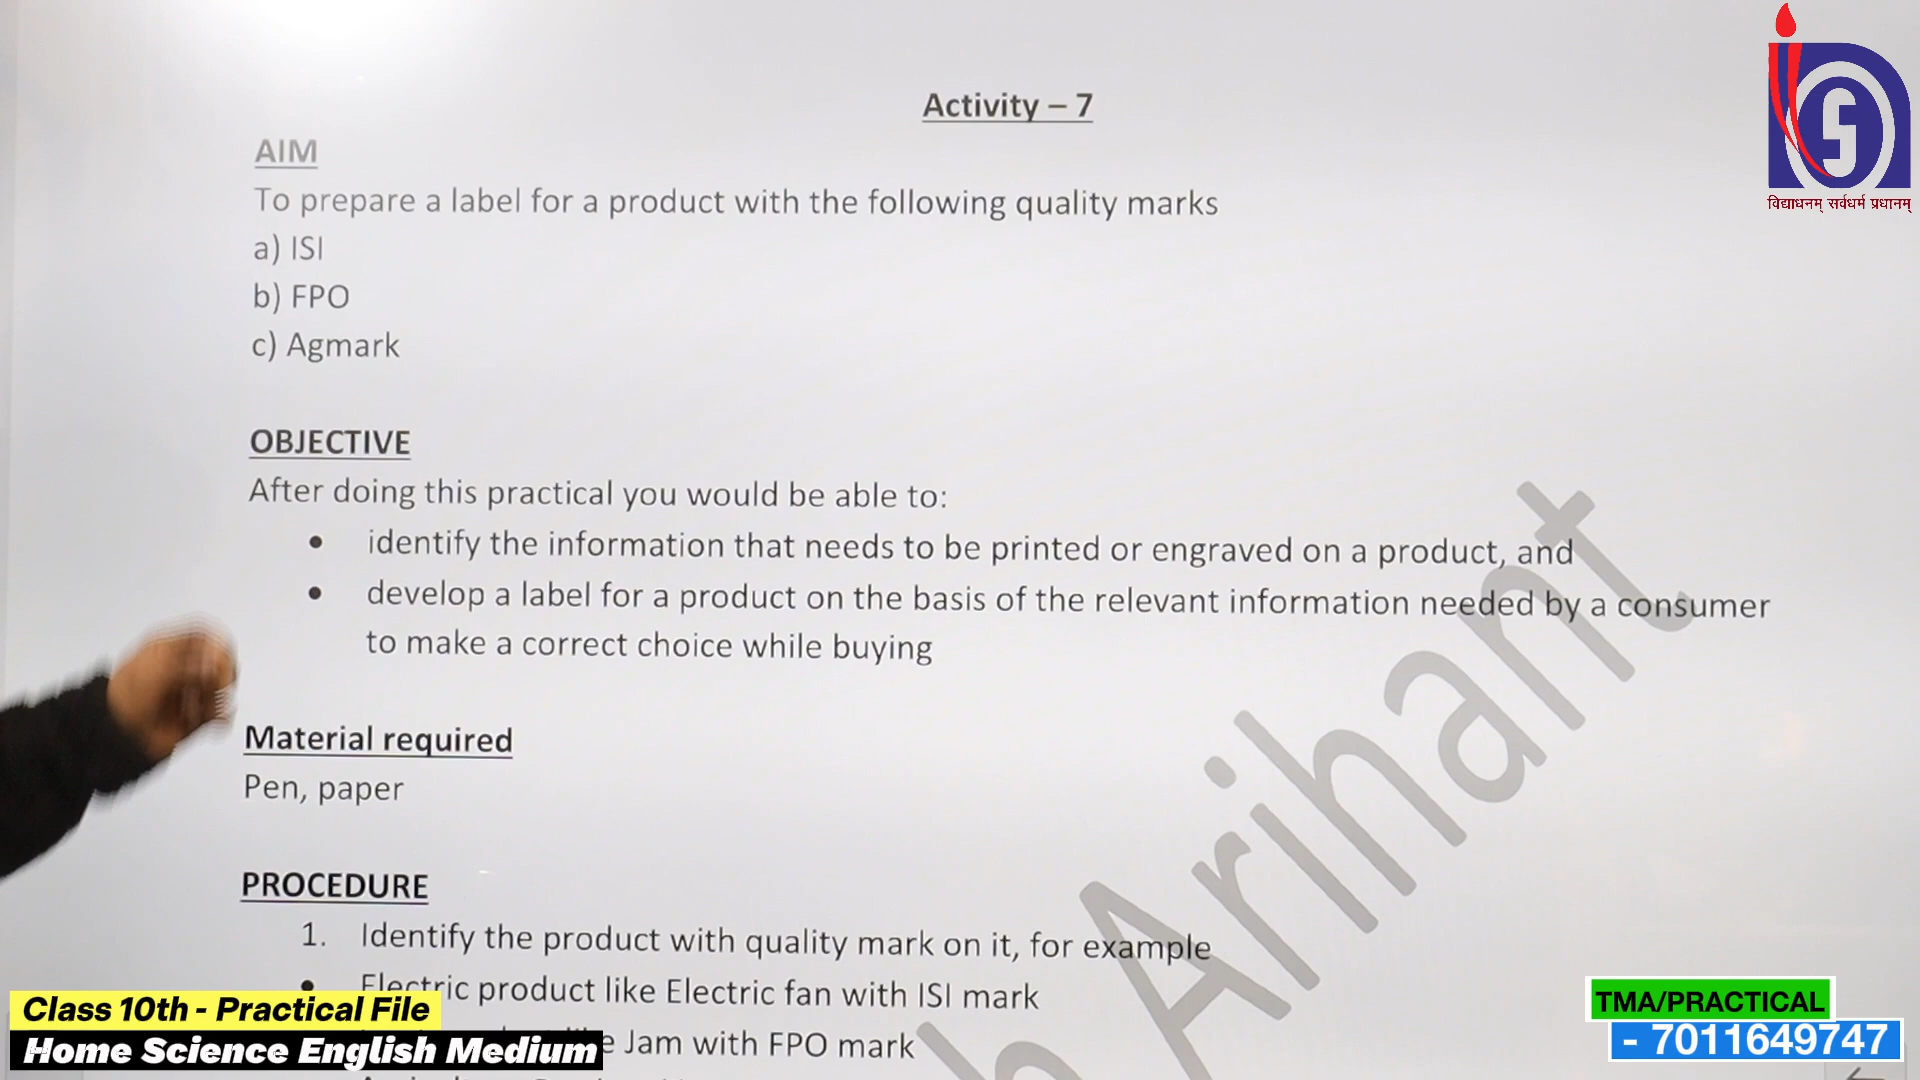 Activity – 7
AIM
To prepare a label for a product with the following quality marks
a) ISI
b) FPO
c) Agmark
OBJECTIVE
After doing this practical you would be able to:
• identify the information that needs to be printed or engraved on a product, and
• develop a label for a product on the basis of the relevant information needed by a consumer
to make a correct choice while buying
Material required
Pen, paper
PROCEDURE
1. Identify the product with quality mark on it, for example
• Electric product like Electric fan with ISI mark
Jam with FPO mark
Arihant
विद्याधनम् सर्वधर्म प्रधानम्
Class 10th - Practical File
Home Science English Medium
TMA/PRACTICAL
- 7011649747